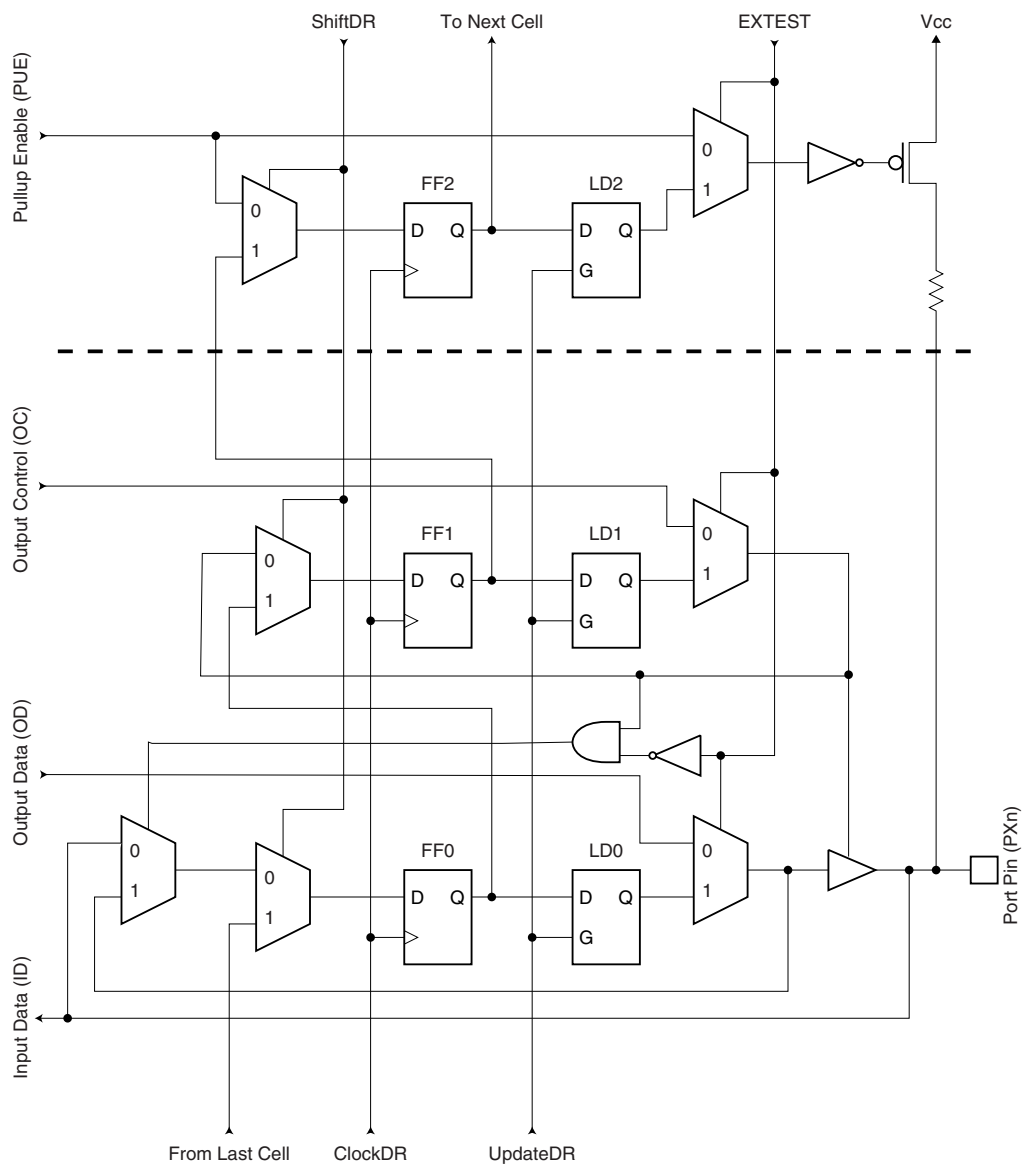 ShiftDR
To Next Cell
EXTEST
Vcc
Pullup Enable (PUE)
0
1
FF2
D
Q
LD2
D
Q
G
0
1
Output Control (OC)
0
1
FF1
D
Q
LD1
D
Q
G
0
1
Output Data (OD)
0
1
0
1
FF0
D
Q
LD0
D
Q
G
0
1
Port Pin (PXn)
Input Data (ID)
From Last Cell
ClockDR
UpdateDR